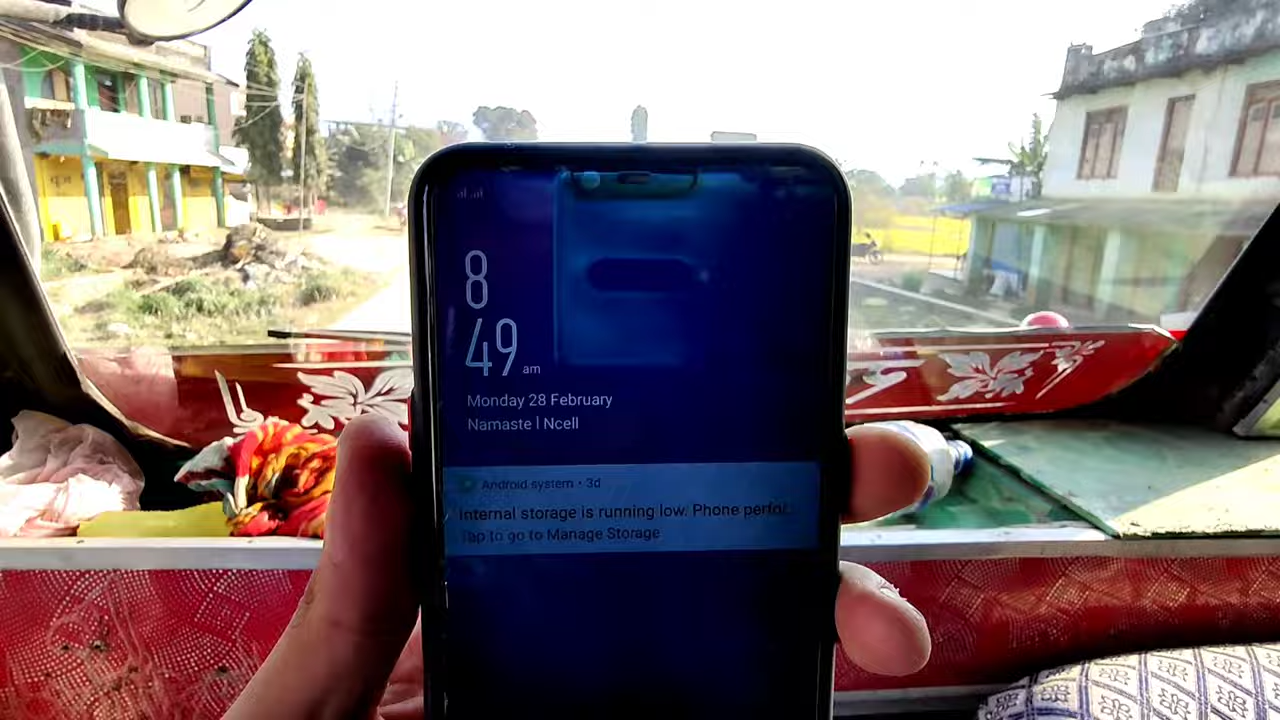 8
49 am
Monday 28 February
Namaste | Ncell
Android system • 3d
Internal storage is running low. Phone perfor
Tap to go to Manage Storage